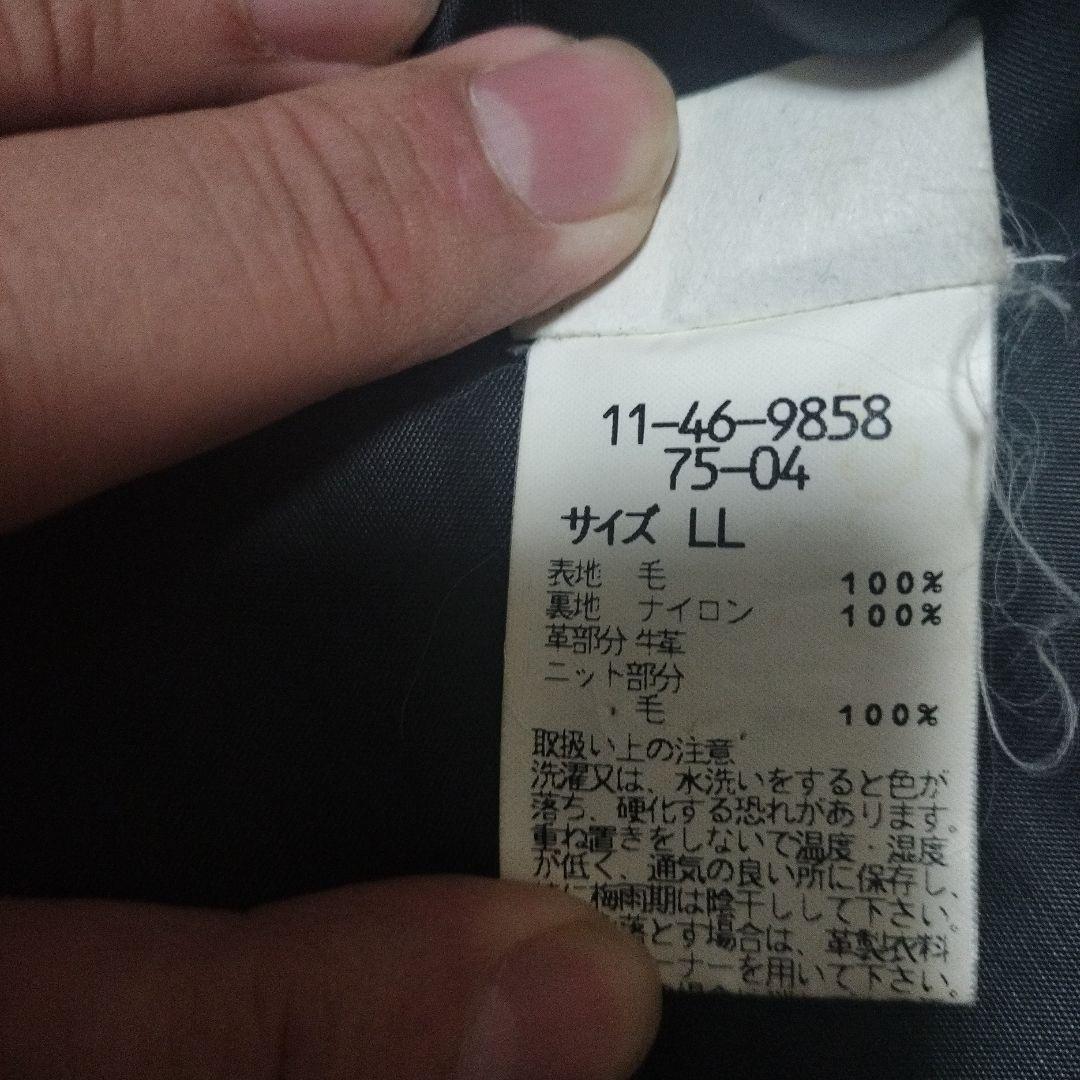 11-46-9858
75-04
サイズ LL
表地 毛 100%
裏地 ナイロン 100%
革部分 牛革
ニット部分
毛 100%
取扱い上の注意
洗濯又は、水洗いをすると色が
落ち、硬化する恐れがあります。
重ね置きをしないで温度・湿度
が低く、通気の良い所に保存し、
特に梅雨期は陰干しして下さい。
落とす場合は、革製衣料
ーナーを用いて下さい。